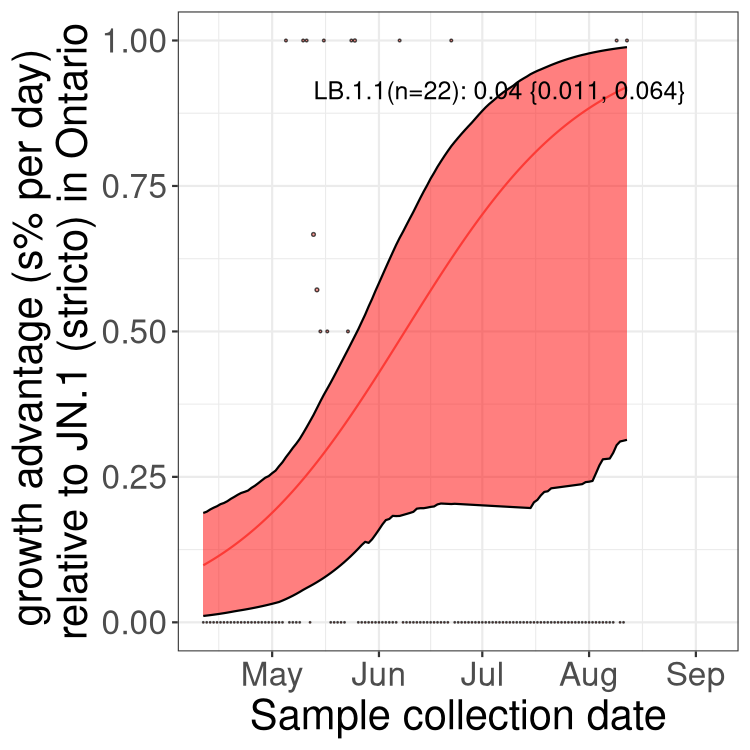 growth advantage (s% per day)
relative to JN.1 (stricto) in Ontario
1.00
0.75
0.50
0.25
0.00
LB.1.1(n=22): 0.04 {0.011, 0.064}
May Jun Jul Aug Sep
Sample collection date